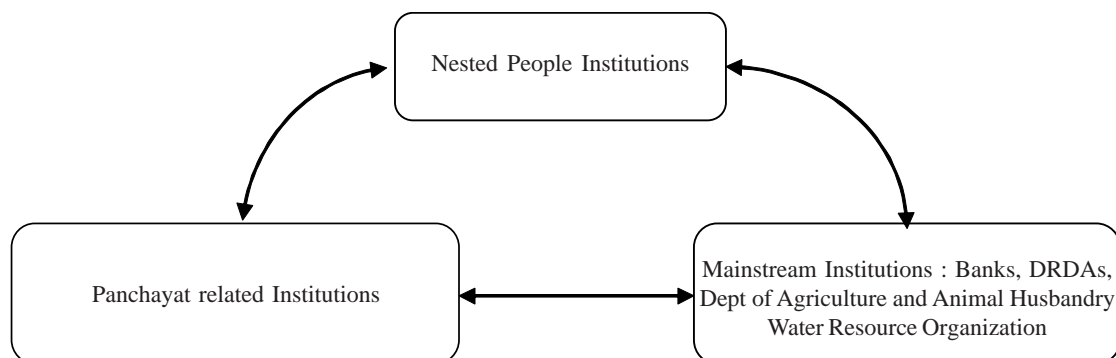 Nested People Institutions
Panchayat related Institutions
Mainstream Institutions : Banks, DRDAs,
Dept of Agriculture and Animal Husbandry
Water Resource Organization